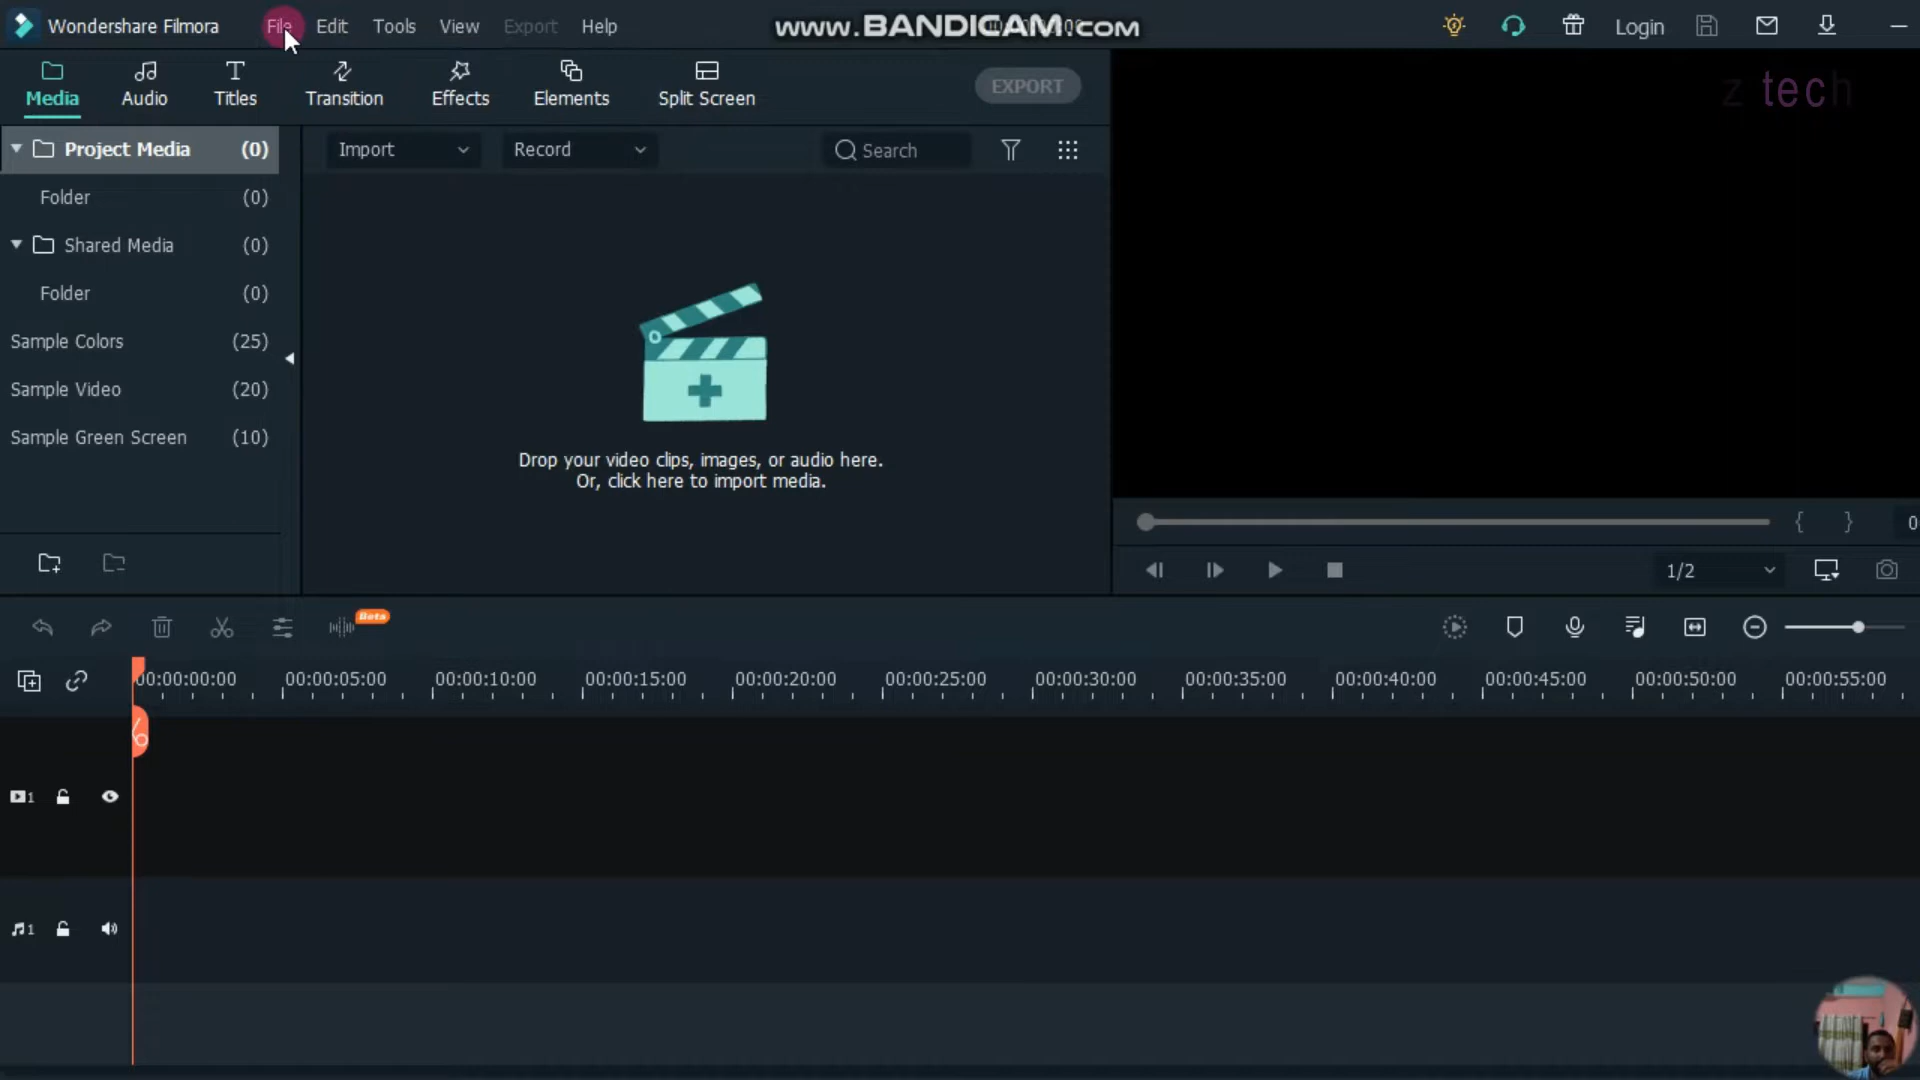 Wondershare Filmora File Edit Tools View Export Help www.BANDICAM.com Login
Media Audio Titles Transition Effects Elements Split Screen EXPORT
z tech
Project Media (0) Import Record Search
Folder (0)
Shared Media (0)
Folder (0)
Sample Colors (25)
Sample Video (20)
Sample Green Screen (10)
Drop your video clips, images, or audio here.
Or, click here to import media.
{ }
1/2
Beta
00:00:00:00 00:00:05:00 00:00:10:00 00:00:15:00 00:00:20:00 00:00:25:00 00:00:30:00 00:00:35:00 00:00:40:00 00:00:45:00 00:00:50:00 00:00:55:00
1
1